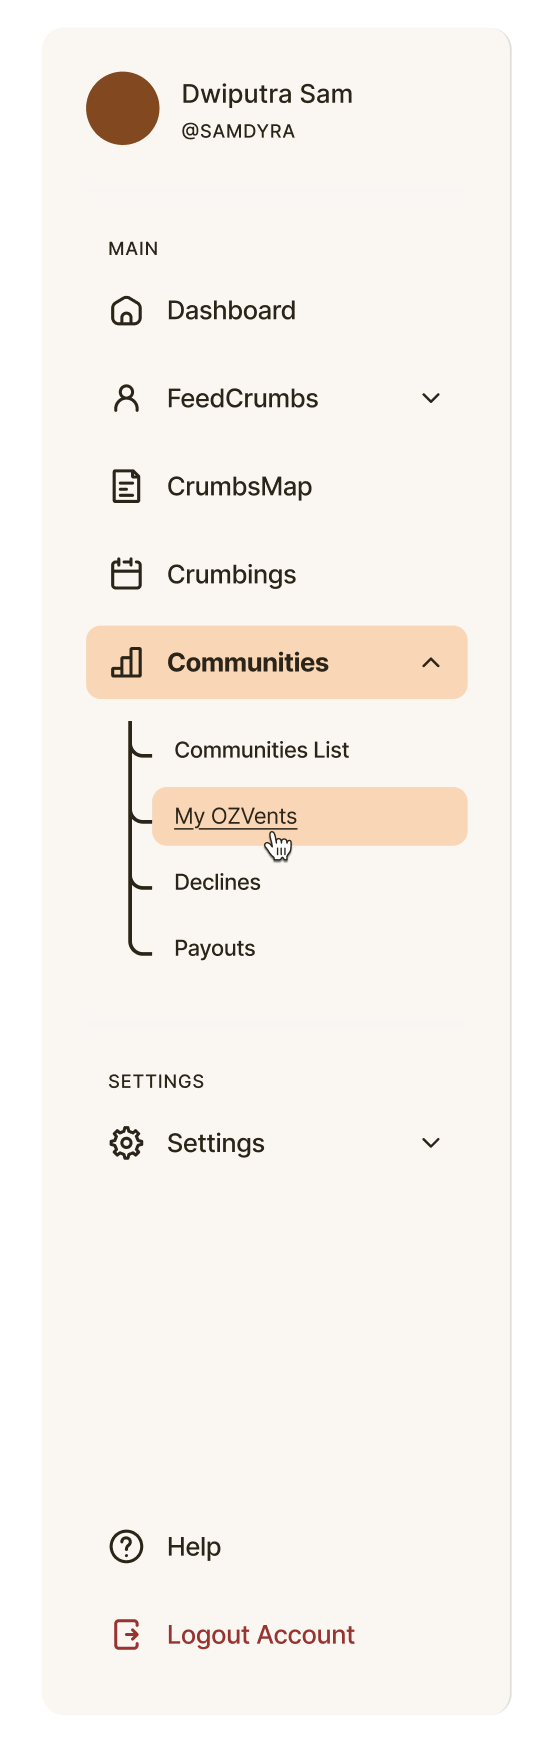 Dwiputra Sam
@SAMDYRA
MAIN
Dashboard
FeedCrumbs
CrumbsMap
Crumbings
Communities
Communities List
My OZVents
Declines
Payouts
SETTINGS
Settings
Help
Logout Account